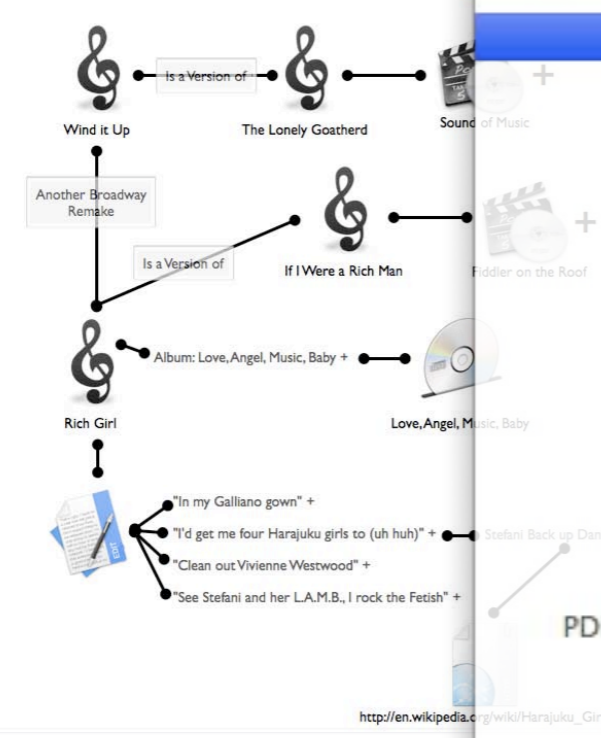 Is a Version of
Wind it Up
The Lonely Goatherd
Sound of Music
Another Broadway
Remake
Is a Version of
If I Were a Rich Man
Fiddler on the Roof
Album: Love, Angel, Music, Baby +
Rich Girl
Love, Angel, Music, Baby
"In my Galliano gown" +
"I'd get me four Harajuku girls to (uh huh)" +
Stefani Back up Dan
"Clean out Vivienne Westwood" +
"See Stefani and her L.A.M.B., I rock the Fetish" +
EDIT
PD
http://en.wikipedia.org/wiki/Harajuku_Gir